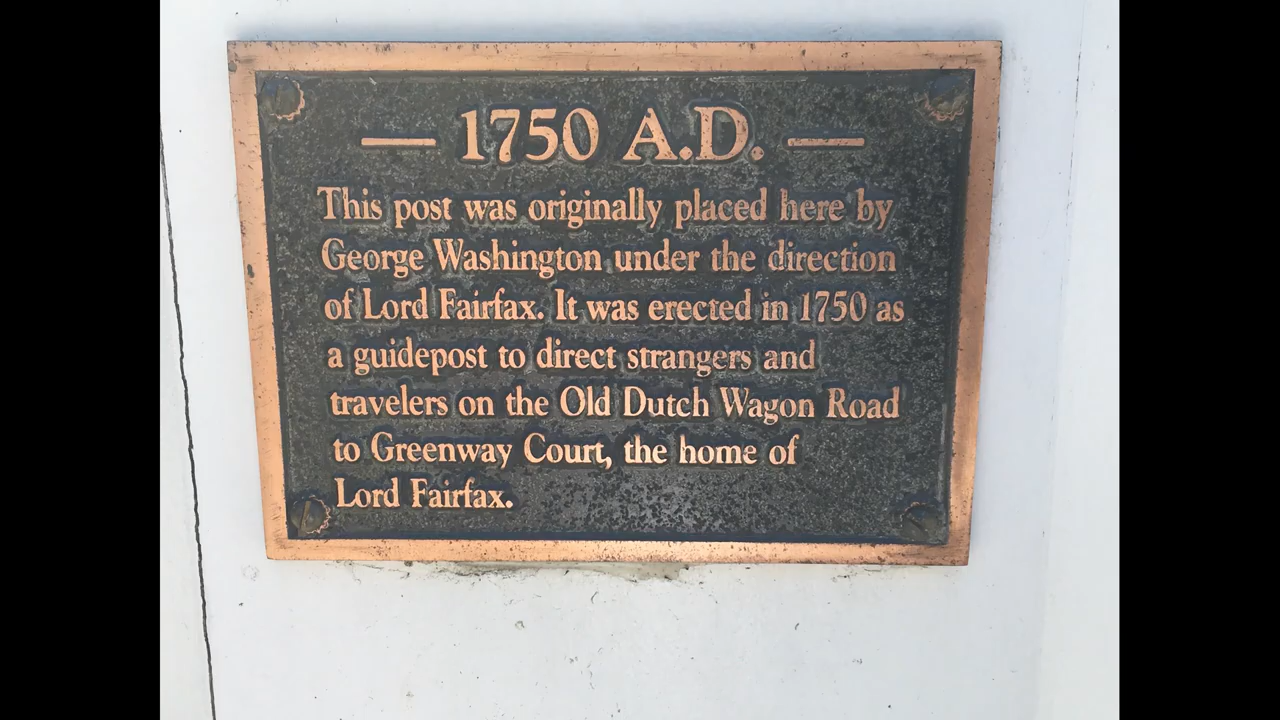 — 1750 A.D. —
This post was originally placed here by
George Washington under the direction
of Lord Fairfax. It was erected in 1750 as
a guidepost to direct strangers and
travelers on the Old Dutch Wagon Road
to Greenway Court, the home of
Lord Fairfax.